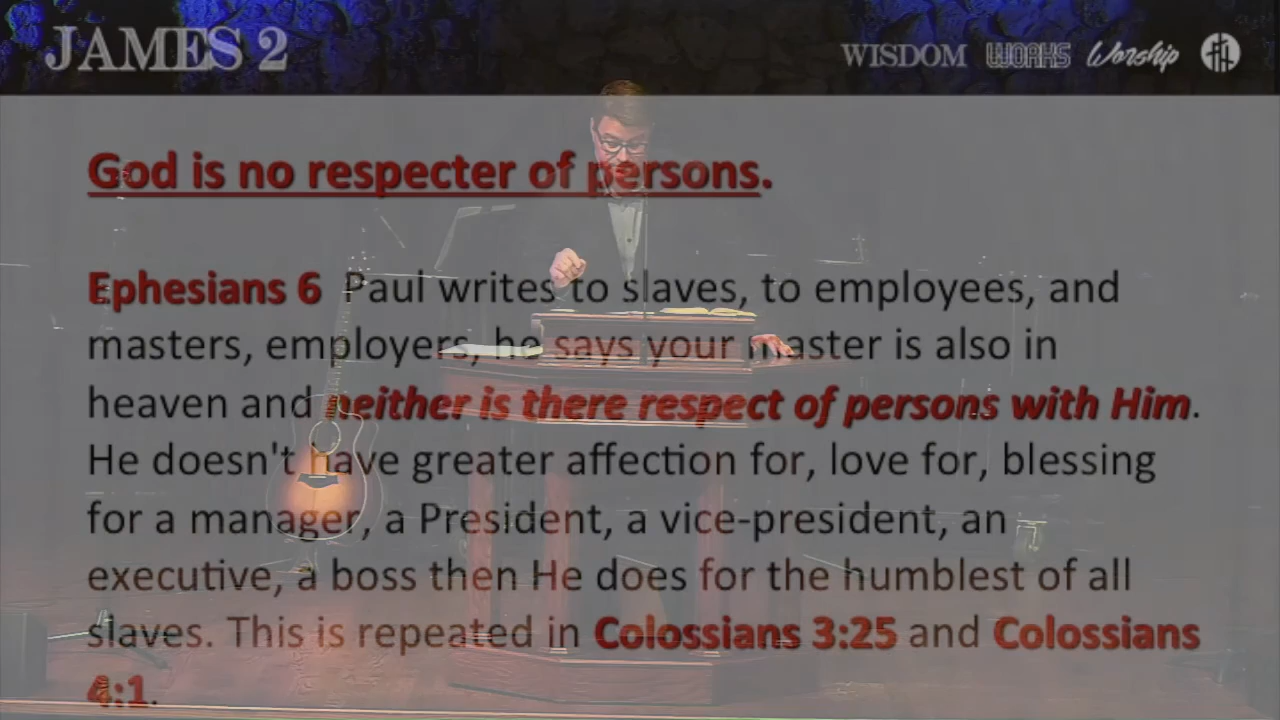 JAMES 2
WISDOM WORKS Worship
God is no respecter of persons.
Ephesians 6 Paul writes to slaves, to employees, and
masters, employers, he says your master is also in
heaven and neither is there respect of persons with Him.
He doesn't have greater affection for, love for, blessing
for a manager, a President, a vice-president, an
executive, a boss then He does for the humblest of all
slaves. This is repeated in Colossians 3:25 and Colossians
4:1.